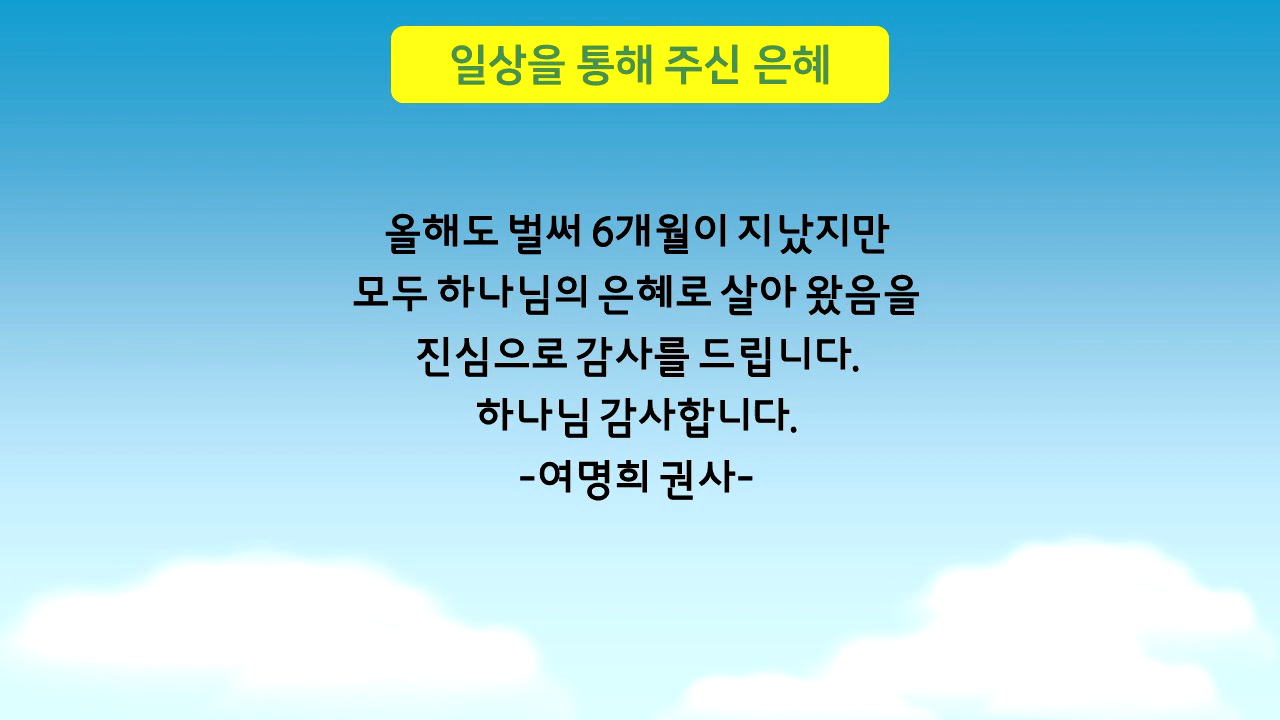 일상을 통해 주신 은혜
올해도 벌써 6개월이 지났지만
모두 하나님의 은혜로 살아 왔음을
진심으로 감사를 드립니다.
하나님 감사합니다.
-여명희 권사-